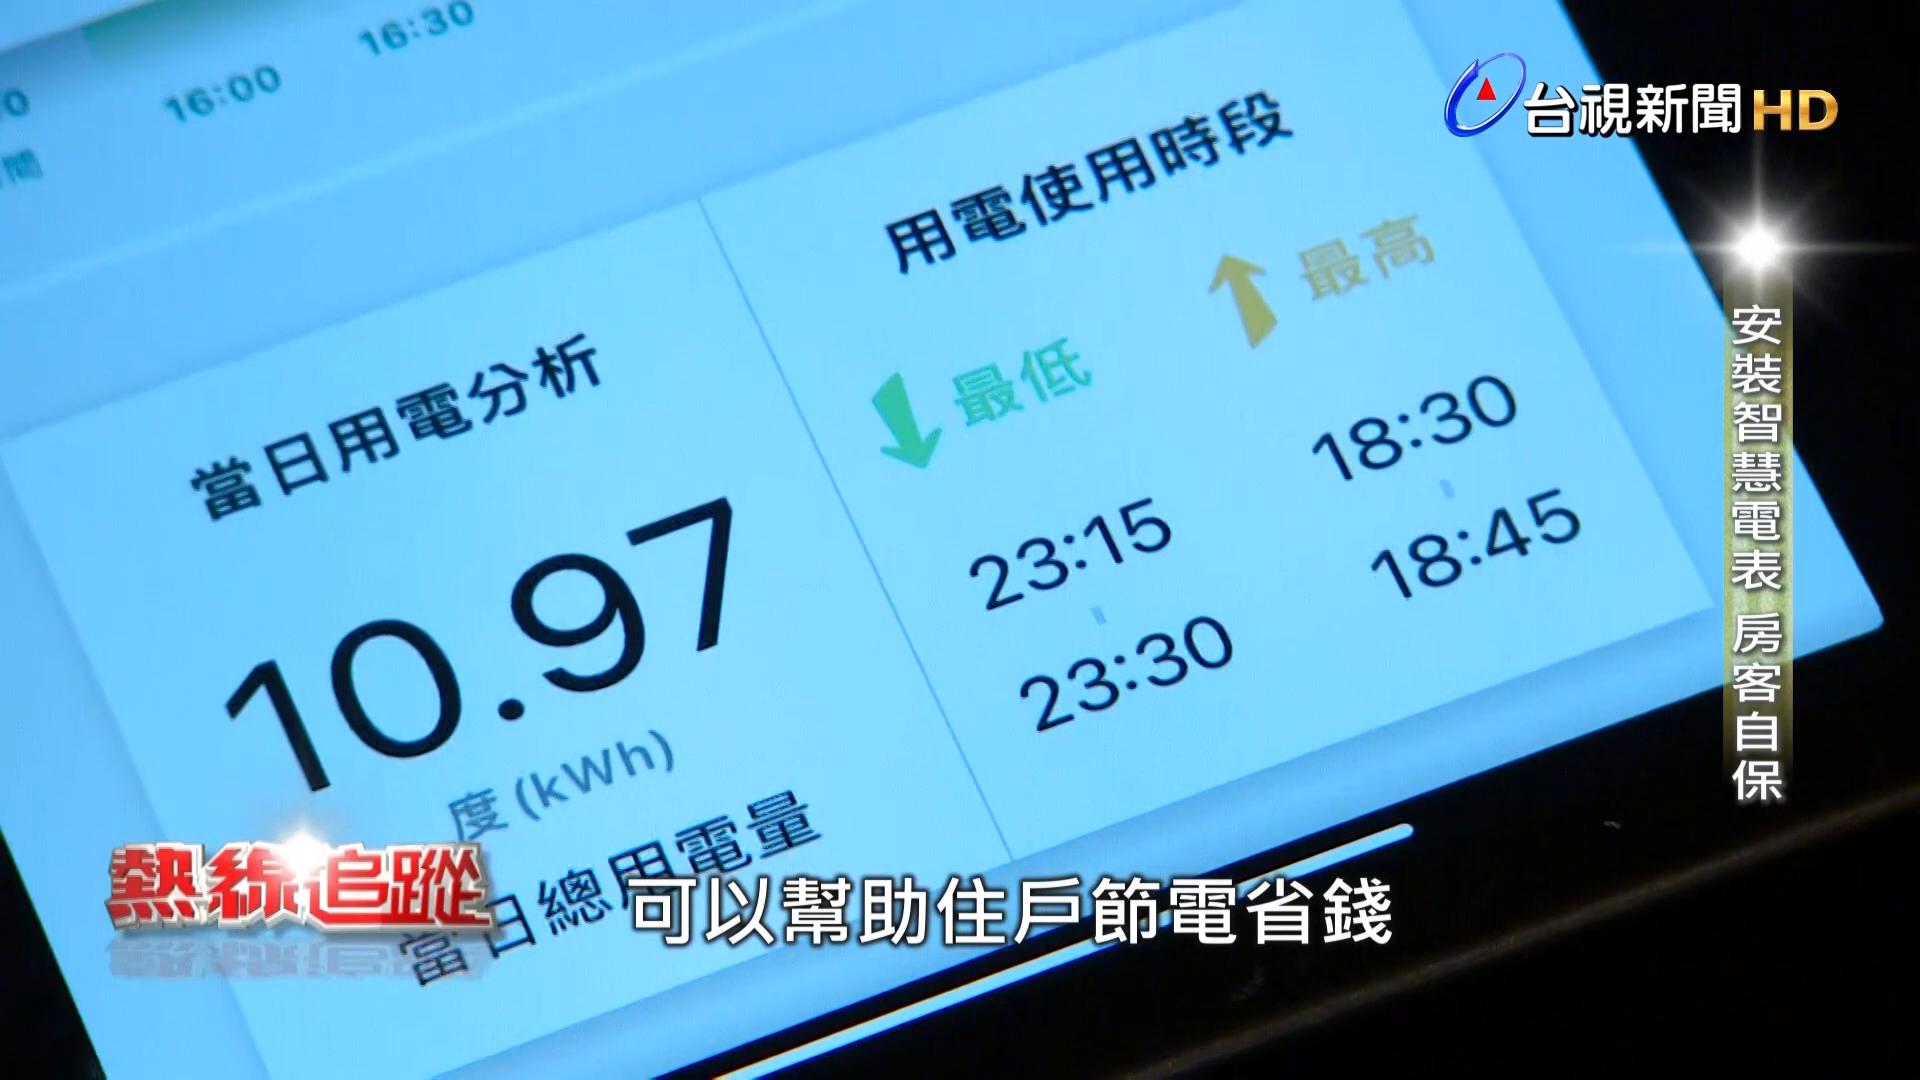 16:30
16:00
0
間
台視新聞HD
用電使用時段
最高
最低
18:30
18:45
23:15
23:30
當日用電分析
10.97
度(kWh)
當日總用電量
安裝智慧電表 房客自保
熱線追蹤
可以幫助住戶節電省錢